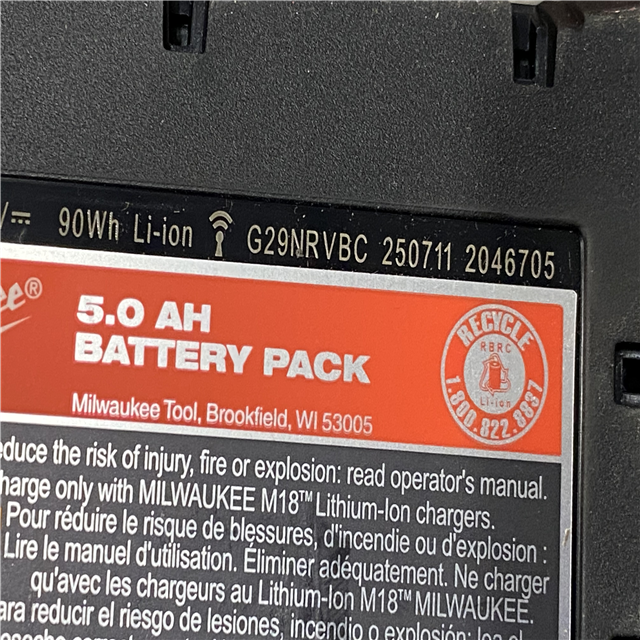 90Wh Li-ion G29NRVBC 250711 2046705
5.0 AH
BATTERY PACK
Milwaukee Tool, Brookfield, WI 53005
RECYCLE
RBRC
Li-ion
1.800.822.8837
the risk of injury, fire or explosion: read operator's manual.
only with MILWAUKEE M18™ Lithium-Ion chargers.
Pour réduire le risque de blessures, d'incendie ou d'explosion :
Lire le manuel d'utilisation. Éliminer adéquatement. Ne charger
qu'avec les chargeurs au Lithium-Ion M18™ MILWAUKEE.
reducir el riesgo de lesiones, incendio o explosión: